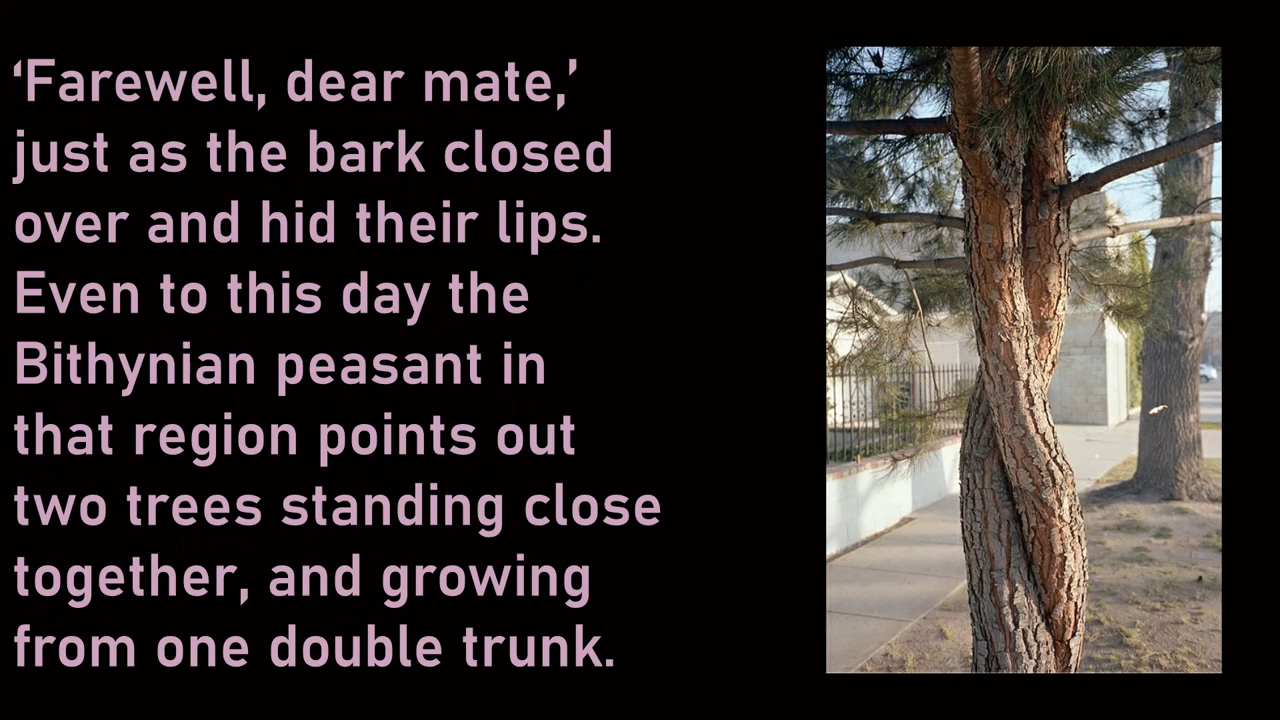 ‘Farewell, dear mate,’
just as the bark closed
over and hid their lips.
Even to this day the
Bithynian peasant in
that region points out
two trees standing close
together, and growing
from one double trunk.